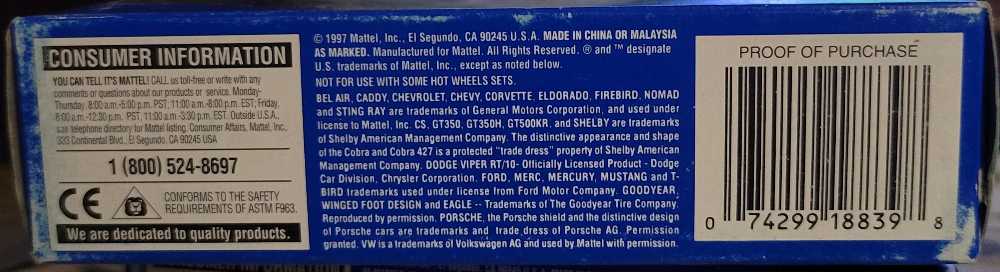 CONSUMER INFORMATION
YOU CAN TELL IT'S MATTEL! CALL us toll-free or write with any
comments or questions about our products or service. Monday-
Thursday: 8:00 a.m.-5:00 p.m. PST, 11:00 a.m.-8:00 p.m. EST; Friday,
8:00 a.m.-12:30 p.m. PST, 11:00 a.m.-3:30 p.m. EST. Outside U.S.A.,
see telephone directory for Mattel listing. Consumer Affairs, Mattel, Inc.,
333 Continental Blvd., El Segundo, CA 90245 USA
1 (800) 524-8697
CE
CONFORMS TO THE SAFETY
REQUIREMENTS OF ASTM F963.
We are dedicated to quality products.
© 1997 Mattel, Inc., El Segundo, CA 90245 U.S.A. MADE IN CHINA OR MALAYSIA
AS MARKED. Manufactured for Mattel. All Rights Reserved. ® and ™ designate
U.S. trademarks of Mattel, Inc., except as noted below.
NOT FOR USE WITH SOME HOT WHEELS SETS.
BEL AIR, CADDY, CHEVROLET, CHEVY, CORVETTE, ELDORADO, FIREBIRD, NOMAD
and STING RAY are trademarks of General Motors Corporation, and used under
license to Mattel, Inc. CS, GT350, GT350H, GT500KR, and SHELBY are trademarks
of Shelby American Management Company. The distinctive appearance and shape
of the Cobra and Cobra 427 is a protected "trade dress" property of Shelby American
Management Company. DODGE VIPER RT/10- Officially Licensed Product - Dodge
Car Division, Chrysler Corporation. FORD, MERC, MERCURY, MUSTANG and T-
BIRD trademarks used under license from Ford Motor Company. GOODYEAR,
WINGED FOOT DESIGN and EAGLE -- Trademarks of The Goodyear Tire Company.
Reproduced by permission. PORSCHE, the Porsche shield and the distinctive design
of Porsche cars are trademarks and trade dress of Porsche AG. Permission
granted. VW is a trademarks of Volkswagen AG and used by Mattel with permission.
PROOF OF PURCHASE
0 74299 18839 8